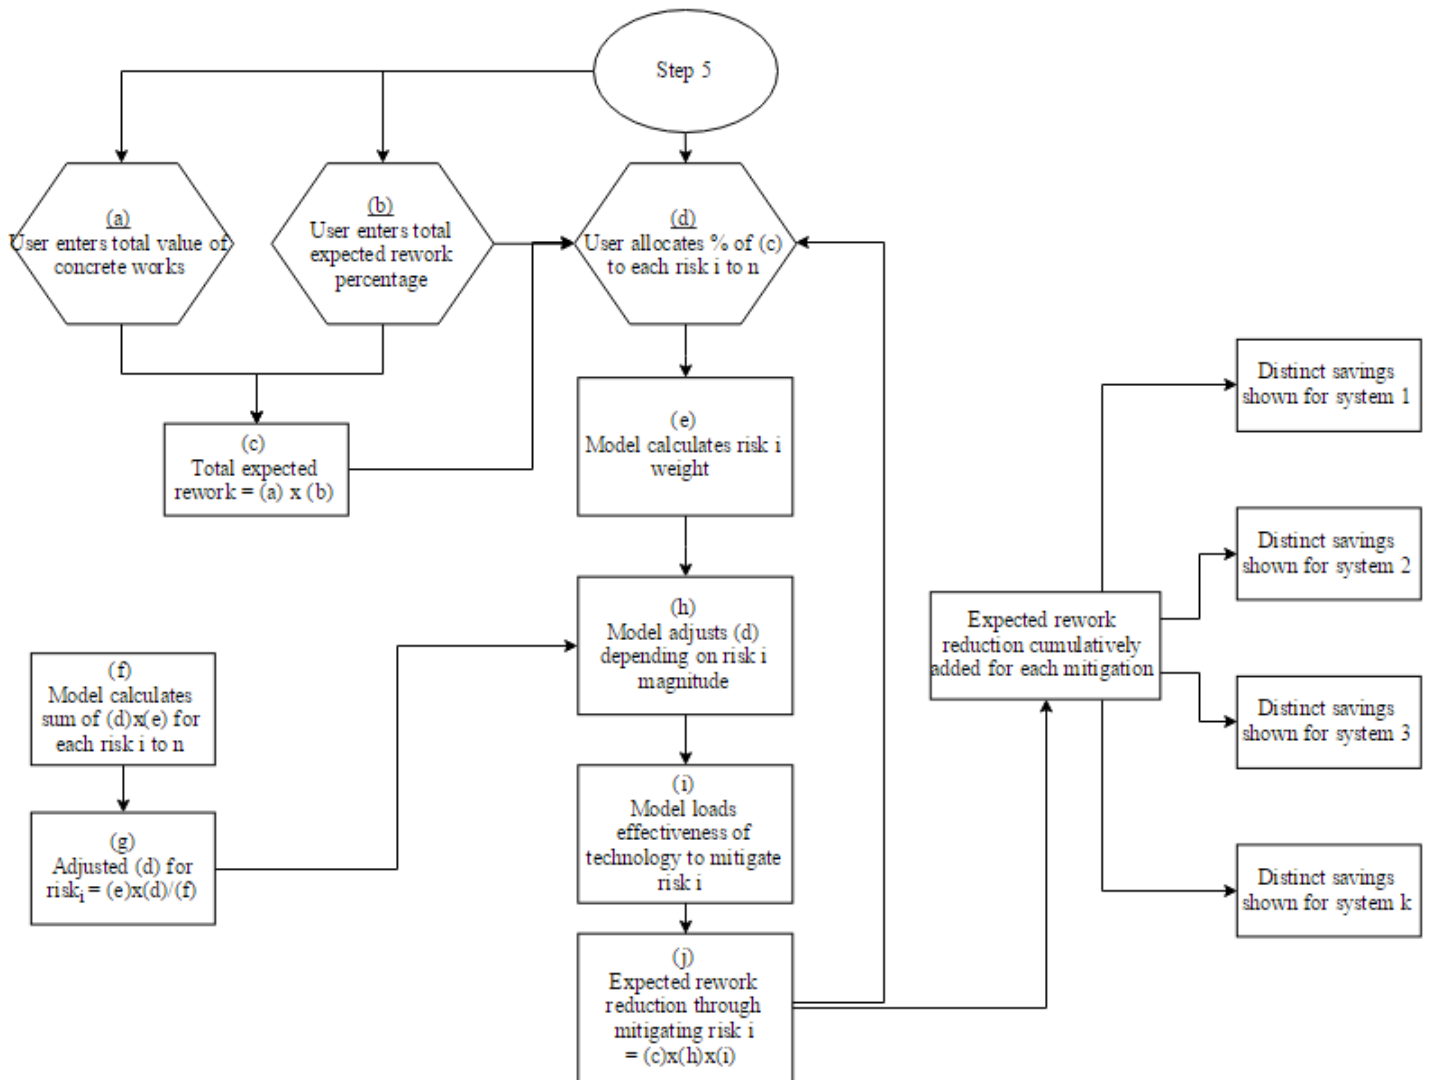 Step 5
(a)
User enters total value of
concrete works
(b)
User enters total
expected rework
percentage
(d)
User allocates % of (c)
to each risk i to n
(c)
Total expected
rework = (a) x (b)
(e)
Model calculates risk i
weight
(h)
Model adjusts (d)
depending on risk i
magnitude
(f)
Model calculates
sum of (d)x(e) for
each risk i to n
(g)
Adjusted (d) for
riskᵢ = (e)x(d)/(f)
(i)
Model loads
effectiveness of
technology to mitigate
risk i
(j)
Expected rework
reduction through
mitigating risk i
= (c)x(h)x(i)
Expected rework
reduction cumulatively
added for each mitigation
Distinct savings
shown for system 1
Distinct savings
shown for system 2
Distinct savings
shown for system 3
Distinct savings
shown for system k